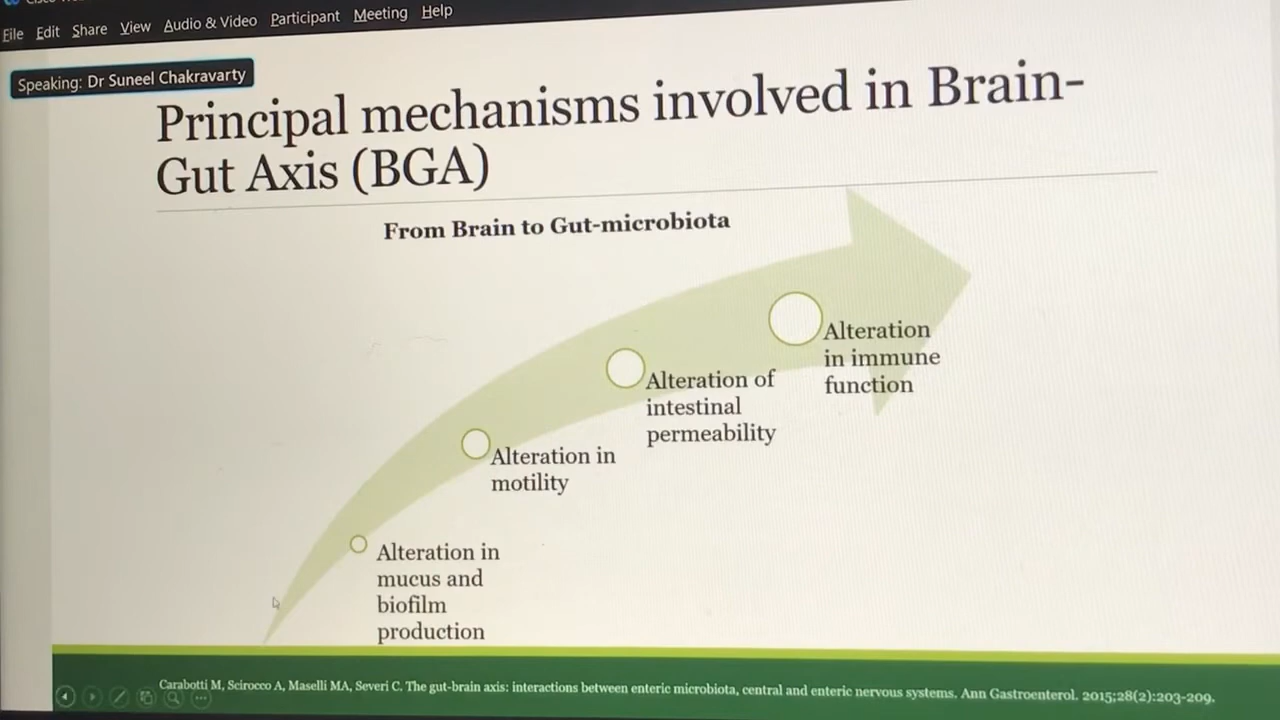 File Edit Share View Audio & Video Participant Meeting Help
Speaking: Dr Suneel Chakravarty
Principal mechanisms involved in Brain-
Gut Axis (BGA)
From Brain to Gut-microbiota
Alteration
in immune
function
Alteration of
intestinal
permeability
Alteration in
motility
Alteration in
mucus and
biofilm
production
Carabotti M, Scirocco A, Maselli MA, Severi C. The gut-brain axis: interactions between enteric microbiota, central and enteric nervous systems. Ann Gastroenterol. 2015;28(2):203-209.